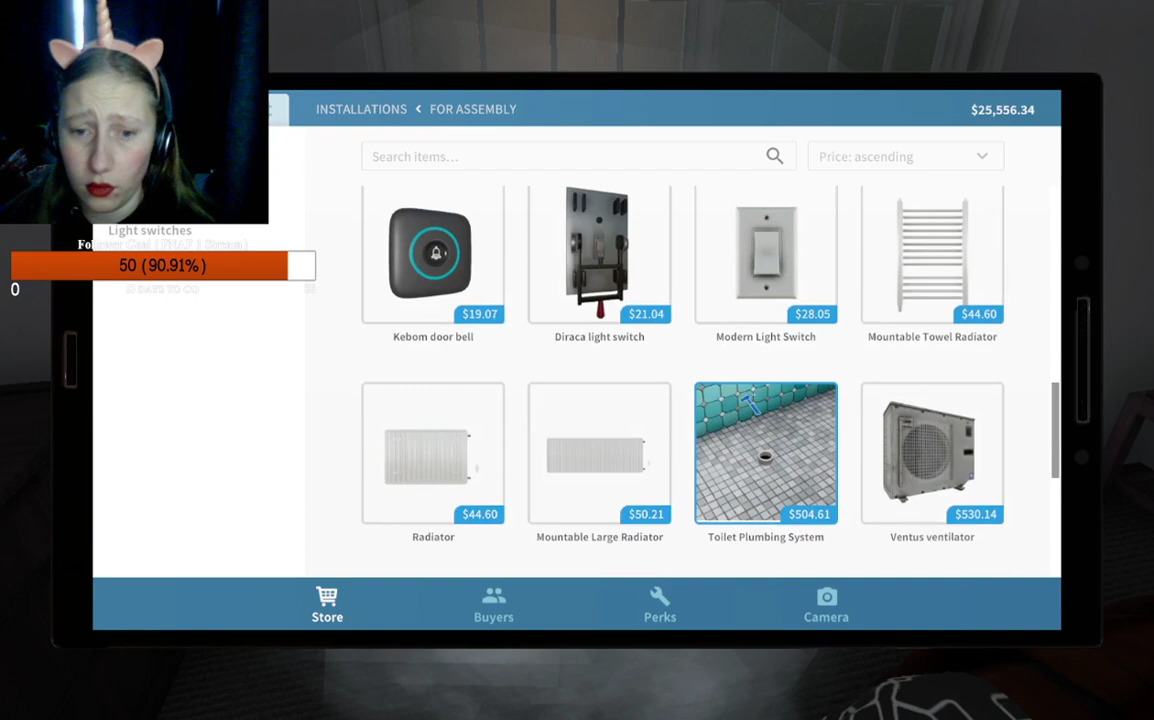 INSTALLATIONS < FOR ASSEMBLY
$25,556.34
Search items...
Price: ascending
Light switches
50 (90.91%)
0
$19.07
$21.04
$28.05
$44.60
Kebom door bell
Diraca light switch
Modern Light Switch
Mountable Towel Radiator
$44.60
$50.21
$504.61
$530.14
Radiator
Mountable Large Radiator
Toilet Plumbing System
Ventus ventilator
Store
Buyers
Perks
Camera